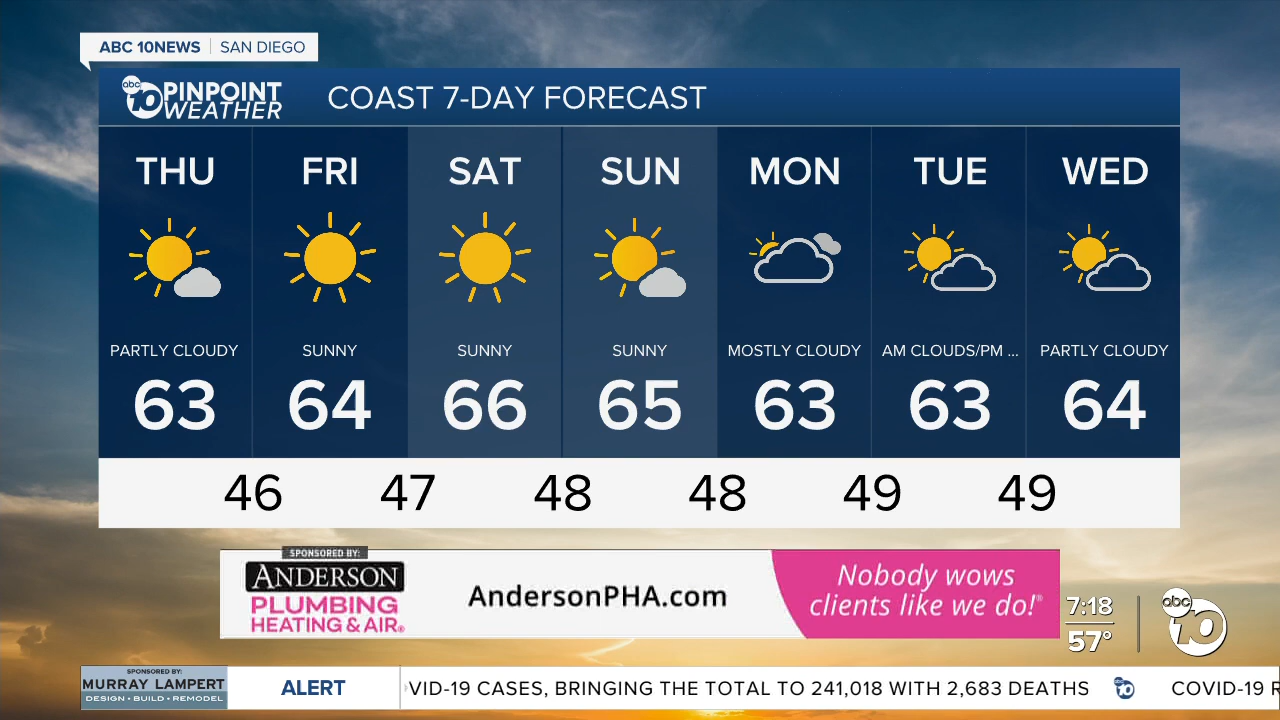 ABC 10NEWS | SAN DIEGO
abc 10 PINPOINT WEATHER
COAST 7-DAY FORECAST
THU FRI SAT SUN MON TUE WED
PARTLY CLOUDY SUNNY SUNNY SUNNY MOSTLY CLOUDY AM CLOUDS/PM ... PARTLY CLOUDY
63 64 66 65 63 63 64
46 47 48 48 49 49
SPONSORED BY:
ANDERSON
PLUMBING
HEATING & AIR®
AndersonPHA.com
Nobody wows
clients like we do!®
7:18
57°
abc 10
SPONSORED BY:
MURRAY LAMPERT
DESIGN • BUILD • REMODEL
ALERT
VID-19 CASES, BRINGING THE TOTAL TO 241,018 WITH 2,683 DEATHS abc 10 COVID-19